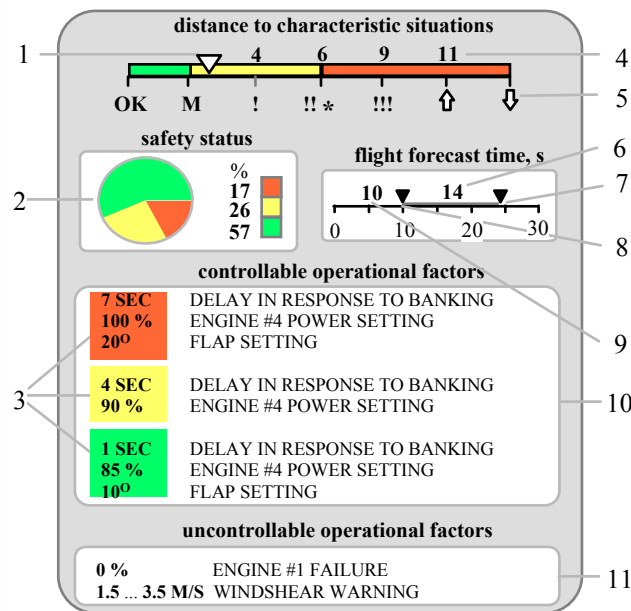 distance to characteristic situations
1
4 6 9 11
4
OK M ! !! * !!!
5
safety status
flight forecast time, s
6
2
%
17
26
57
10 14
7
0 10 20 30
8
controllable operational factors
9
7 SEC DELAY IN RESPONSE TO BANKING
100 % ENGINE #4 POWER SETTING
20O FLAP SETTING
3
4 SEC DELAY IN RESPONSE TO BANKING
90 % ENGINE #4 POWER SETTING
10
1 SEC DELAY IN RESPONSE TO BANKING
85 % ENGINE #4 POWER SETTING
10O FLAP SETTING
uncontrollable operational factors
0 % ENGINE #1 FAILURE
11
1.5 ... 3.5 M/S WINDSHEAR WARNING